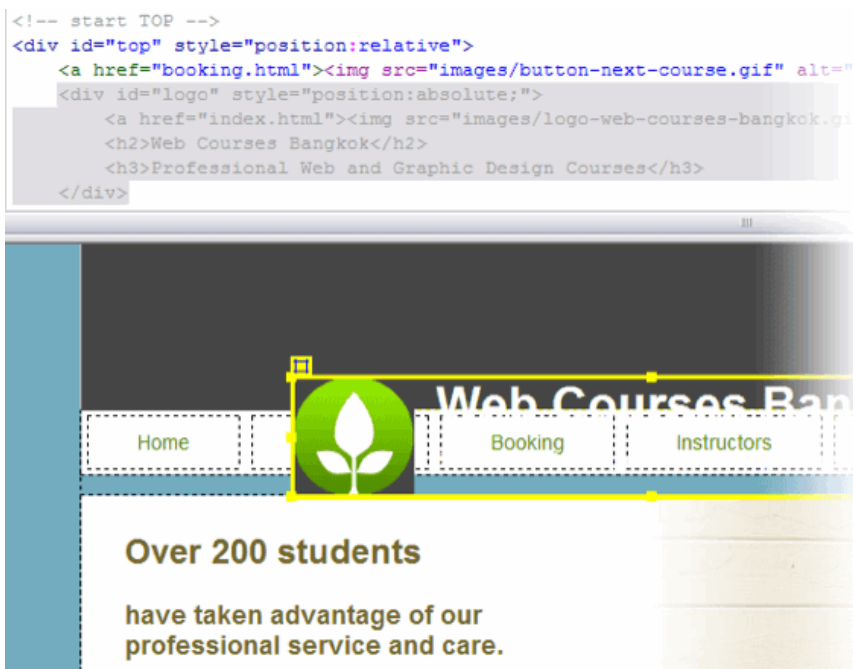 <!-- start TOP -->
<div id="top" style="position:relative">
<a href="booking.html"><img src="images/button-next-course.gif" alt="
<div id="logo" style="position:absolute;">
<a href="index.html"><img src="images/logo-web-courses-bangkok.gi
<h2>Web Courses Bangkok</h2>
<h3>Professional Web and Graphic Design Courses</h3>
</div>
Web Courses Ban
Home Booking Instructors
Over 200 students
have taken advantage of our
professional service and care.